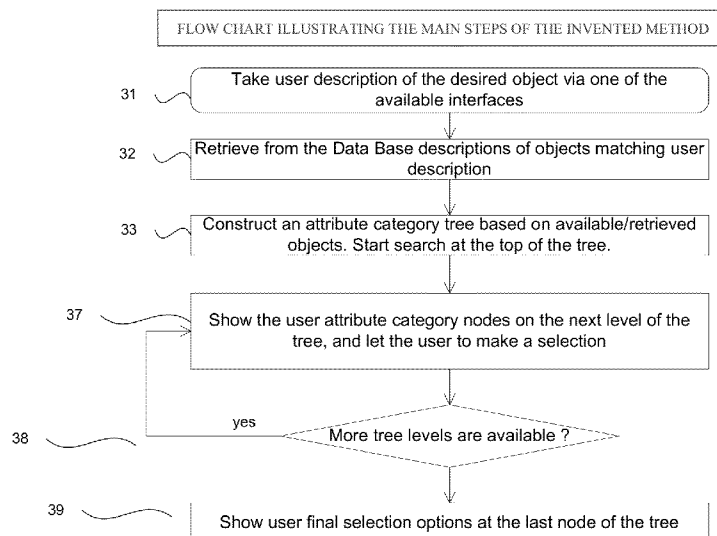 FLOW CHART ILLUSTRATING THE MAIN STEPS OF THE INVENTED METHOD
31
Take user description of the desired object via one of the
available interfaces
32
Retrieve from the Data Base descriptions of objects matching user
description
33
Construct an attribute category tree based on available/retrieved
objects. Start search at the top of the tree.
37
Show the user attribute category nodes on the next level of the
tree, and let the user to make a selection
yes
38
More tree levels are available ?
39
Show user final selection options at the last node of the tree